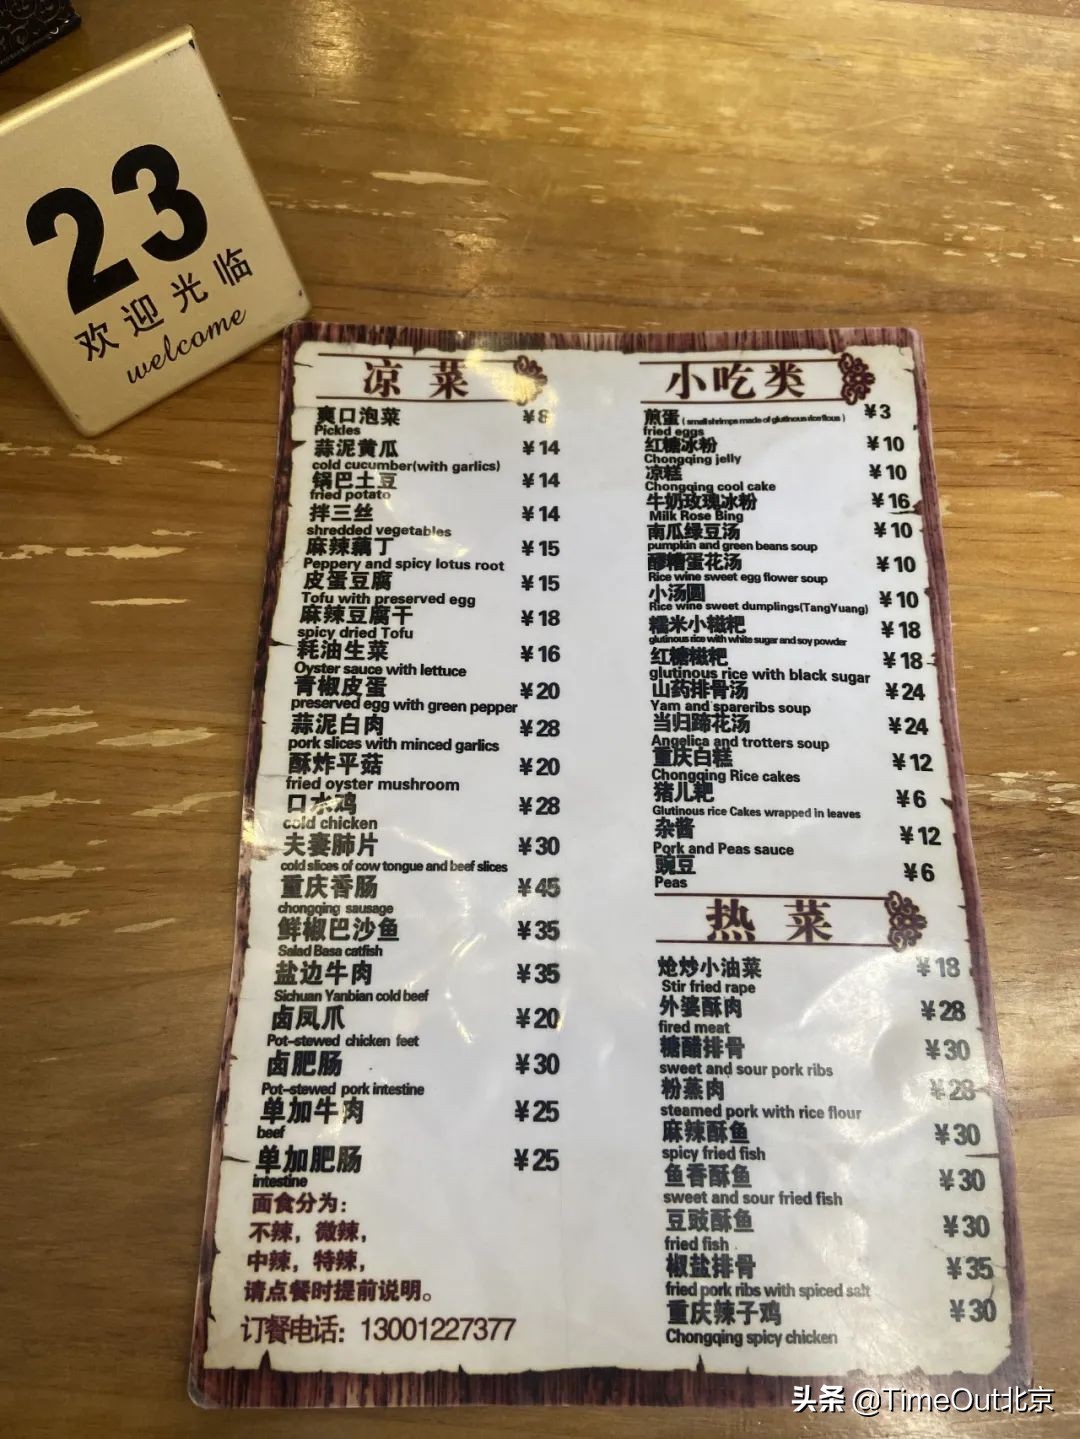 23
欢迎光临
welcome
凉菜
爽口泡菜 ¥8
Pickles
蒜泥黄瓜 ¥14
cold cucumber(with garlics)
锅巴土豆 ¥14
fried potato
拌三丝 ¥14
shredded vegetables
麻辣藕丁 ¥15
Peppery and spicy lotus root
皮蛋豆腐 ¥15
Tofu with preserved egg
麻辣豆腐干 ¥18
spicy dried Tofu
耗油生菜 ¥16
Oyster sauce with lettuce
青椒皮蛋 ¥20
preserved egg with green pepper
蒜泥白肉 ¥28
pork slices with minced garlics
酥炸平菇 ¥20
fried oyster mushroom
口水鸡 ¥28
cold chicken
夫妻肺片 ¥30
cold slices of cow tongue and beef slices
重庆香肠 ¥45
chongqing sausage
鲜椒巴沙鱼 ¥35
Salad Basa catfish
盐边牛肉 ¥35
Sichuan Yanbian cold beef
卤凤爪 ¥20
Pot-stewed chicken feet
卤肥肠 ¥30
Pot-stewed pork intestine
单加牛肉 ¥25
beef
单加肥肠 ¥25
intestine
面食分为：
不辣，微辣，
中辣，特辣，
请点餐时提前说明。
订餐电话：13001227377
小吃类
煎蛋 (small shrimps made of glutinous rice flous) ¥3
fried eggs
红糖冰粉 ¥10
Chongqing jelly
凉糕 ¥10
Chongqing cool cake
牛奶玫瑰冰粉 ¥16
Milk Rose Bing
南瓜绿豆汤 ¥10
pumpkin and green beans soup
醪糟蛋花汤 ¥10
Rice wine sweet egg flower soup
小汤圆 ¥10
Rice wine sweet dumplings(TangYuang)
糯米小糍粑 ¥18
glutinous rice with white sugar and soy powder
红糖糍粑 ¥18
glutinous rice with black sugar
山药排骨汤 ¥24
Yam and spareribs soup
当归蹄花汤 ¥24
Angelica and trotters soup
重庆白糕 ¥12
Chongqing Rice cakes
猪儿粑 ¥6
Glutinous rice Cakes wrapped in leaves
杂酱 ¥12
Pork and Peas sauce
豌豆 ¥6
Peas
热菜
炝炒小油菜 ¥18
Stir fried rape
外婆酥肉 ¥28
fired meat
糖醋排骨 ¥30
sweet and sour pork ribs
粉蒸肉 ¥28
steamed pork with rice flour
麻辣酥鱼 ¥30
spicy fried fish
鱼香酥鱼 ¥30
sweet and sour fried fish
豆豉酥鱼 ¥30
fried fish
椒盐排骨 ¥35
fried pork ribs with spiced salt
重庆辣子鸡 ¥30
Chongqing spicy chicken
头条 @TimeOut北京